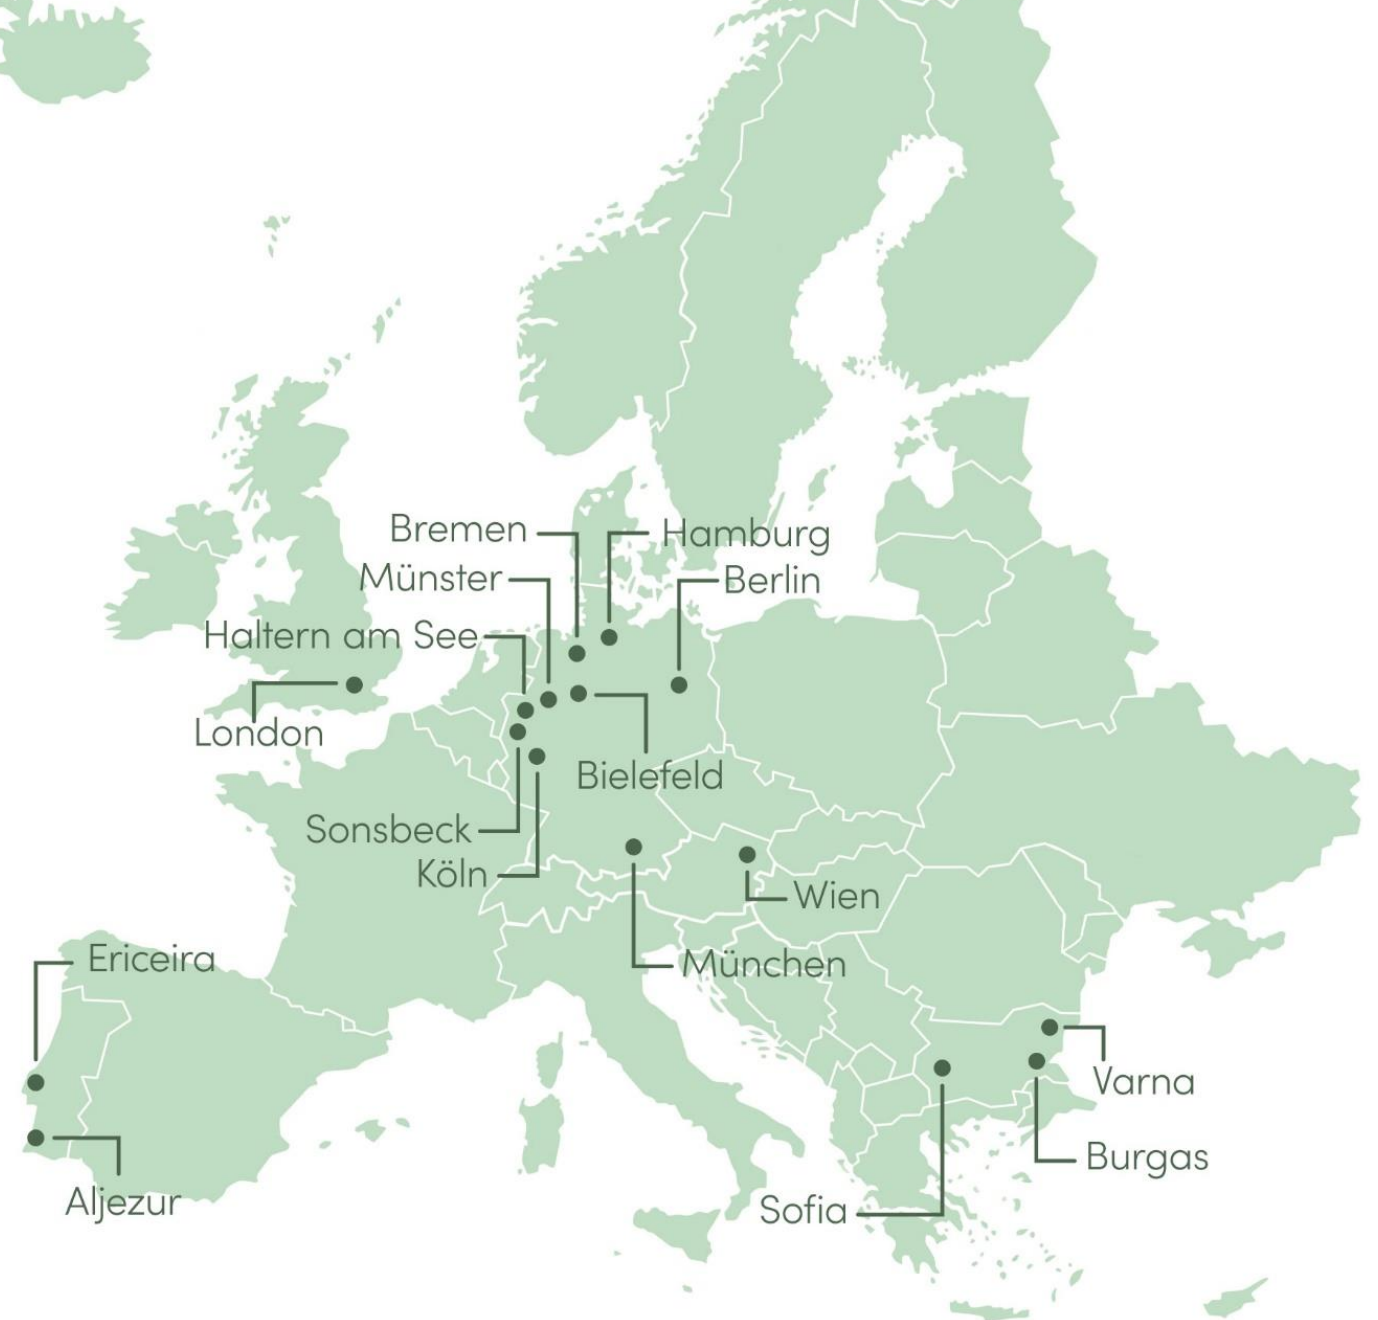 Bremen
Hamburg
Münster
Berlin
Haltern am See
London
Bielefeld
Sonsbeck
Köln
Wien
Ericeira
München
Varna
Burgas
Aljezur
Sofia